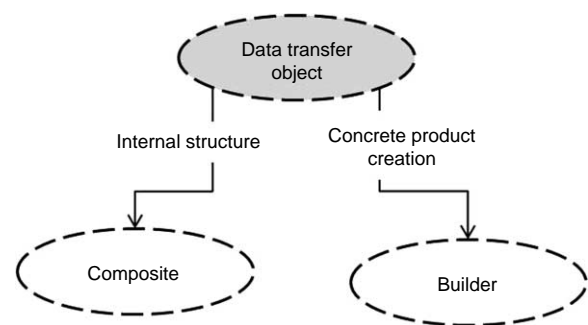 Data transfer
object
Internal structure
Concrete product
creation
Composite
Builder